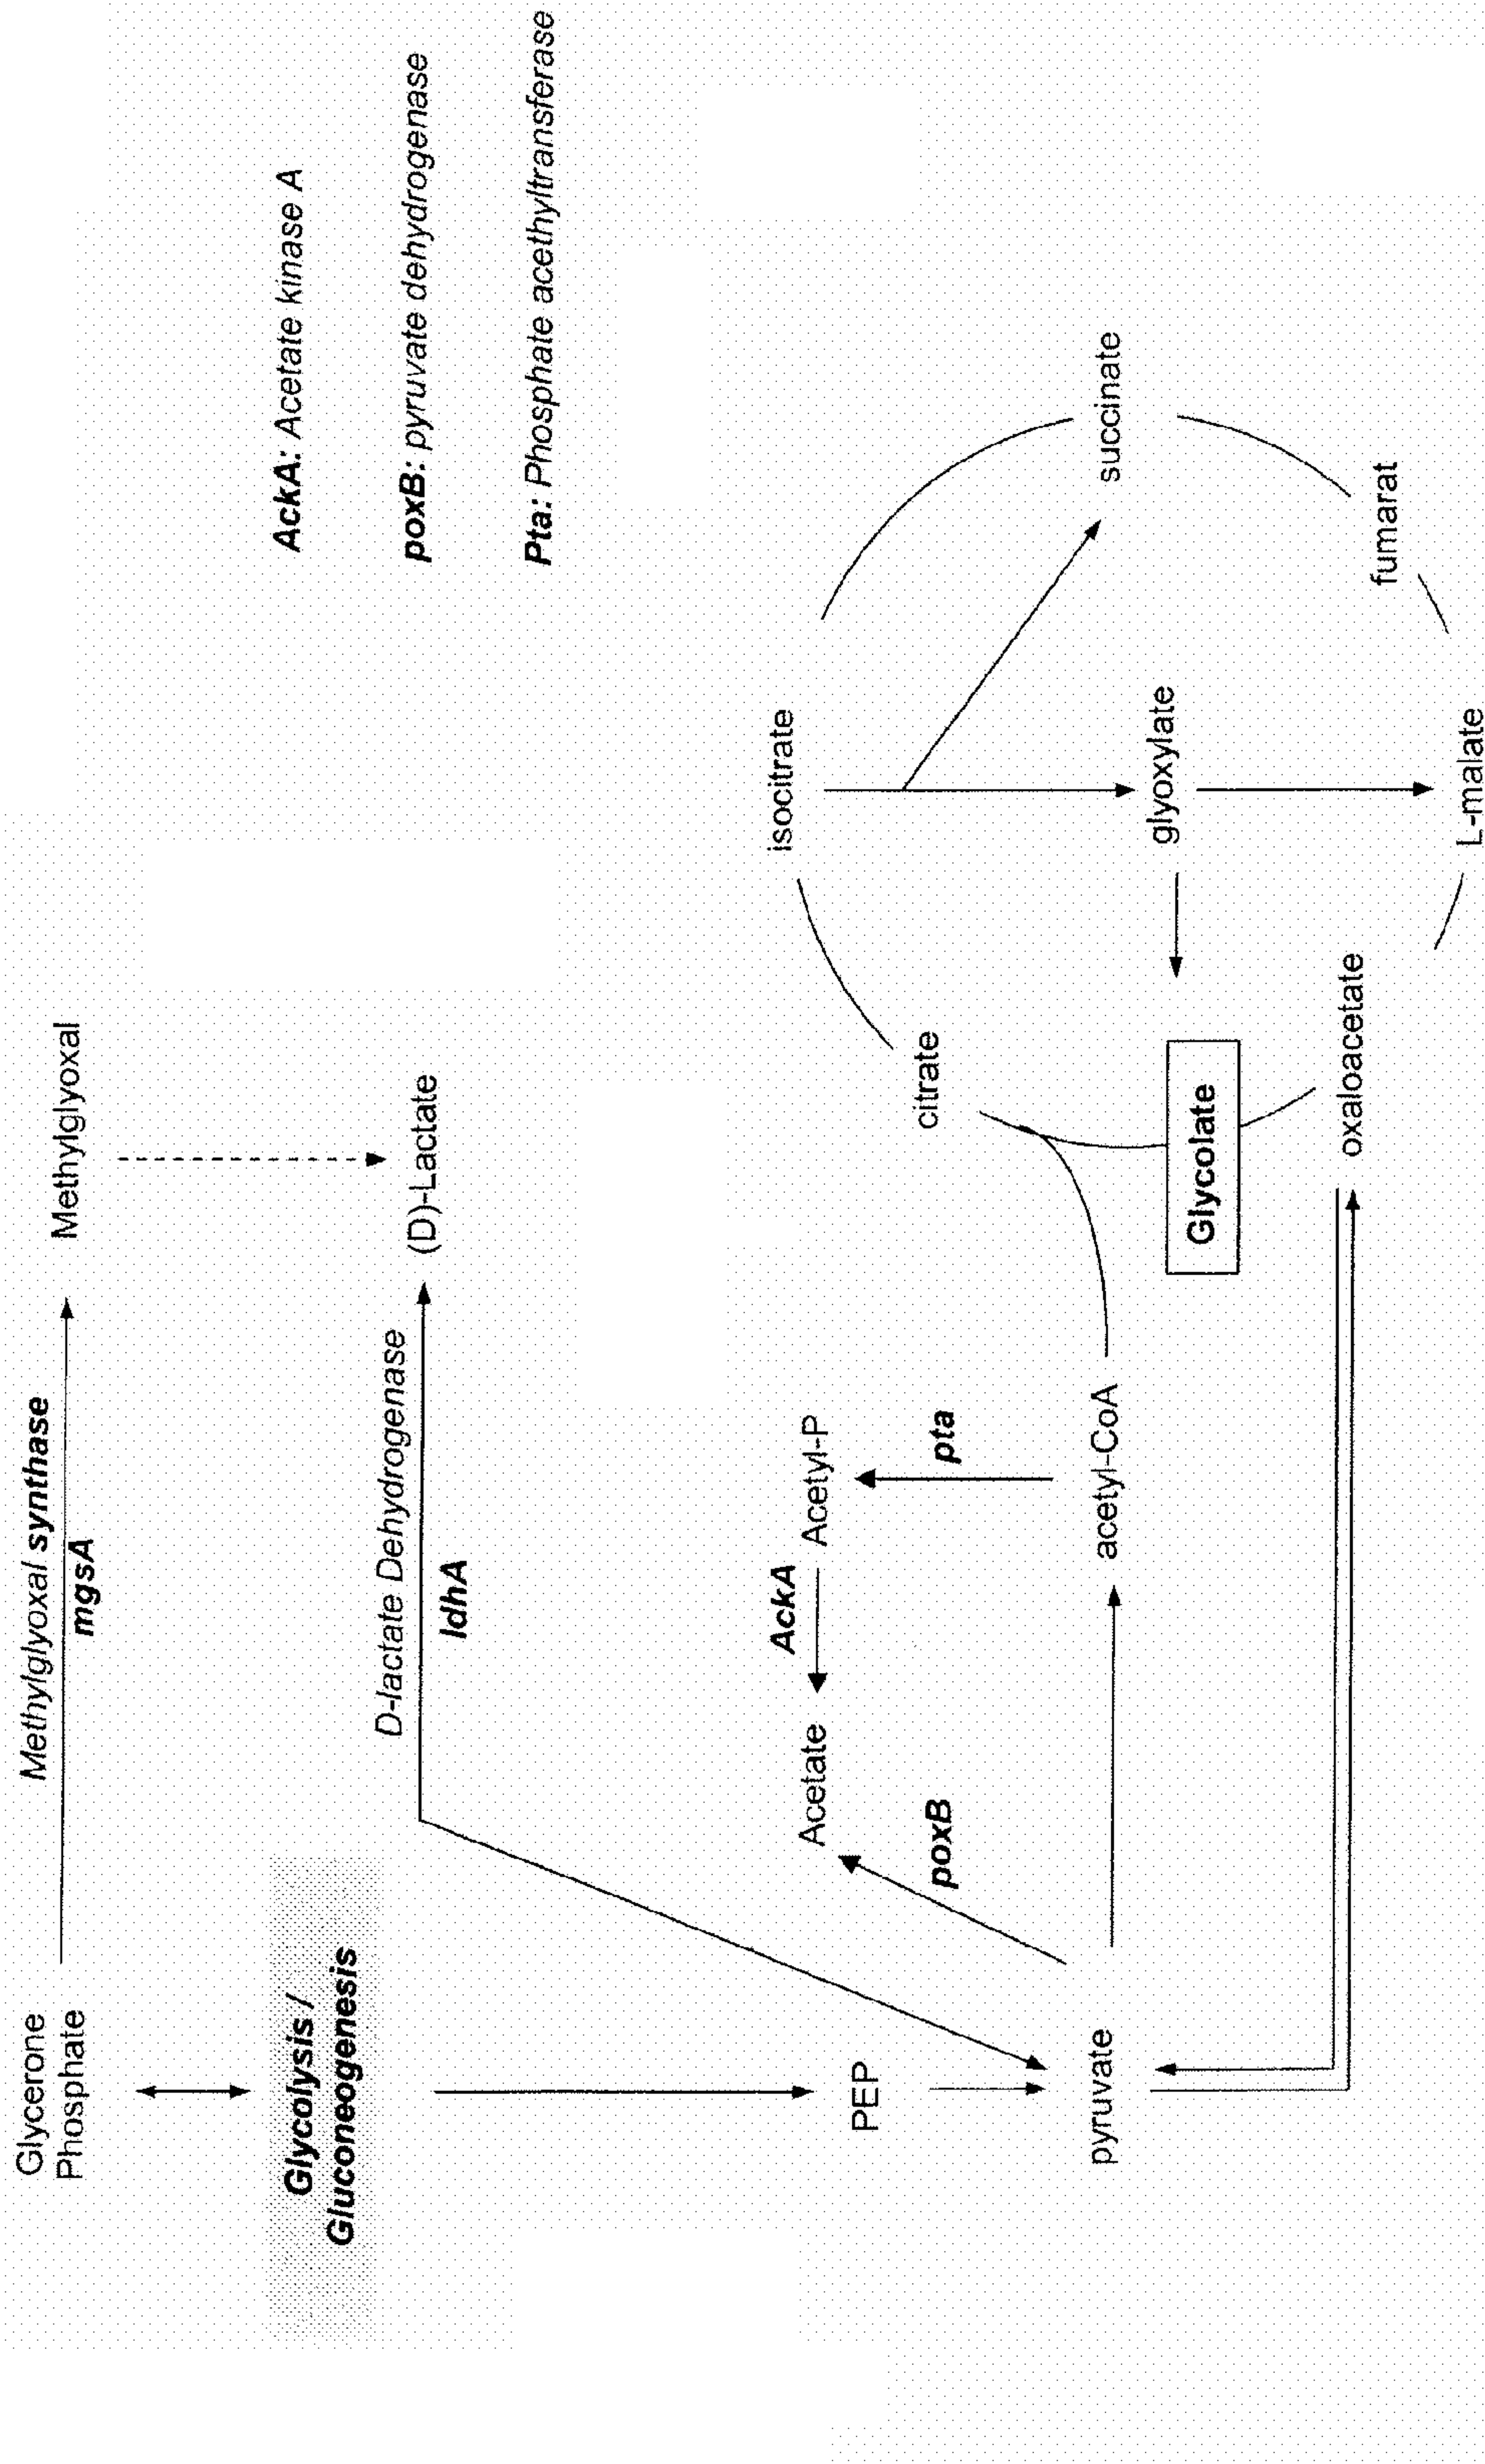 Glycerone
Phosphate
Methylglyoxal synthase
mgsA
Methylglyoxal
Glycolysis /
Gluconeogenesis
D-lactate Dehydrogenase
ldhA
(D)-Lactate
AckA: Acetate kinase A
poxB: pyruvate dehydrogenase
Pta: Phosphate acethyltransferase
PEP
pyruvate
poxB
Acetate
AckA
Acetyl-P
pta
acetyl-CoA
citrate
isocitrate
succinate
fumarat
glyoxylate
Glycolate
oxaloacetate
L-malate